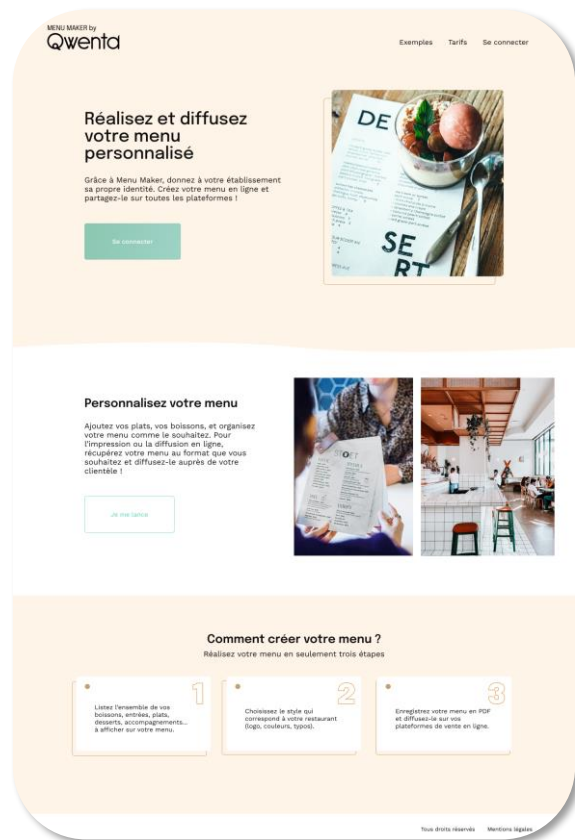 MENU MAKER by
Qwenta
Exemples Tarifs Se connecter
Réalisez et diffusez
votre menu
personnalisé
Grâce à Menu Maker, donnez à votre établissement
sa propre identité. Créez votre menu en ligne et
partagez-le sur toutes les plateformes !
Se connecter
DE
SE
RT
Personnalisez votre menu
Ajoutez vos plats, vos boissons, et organisez
votre menu comme le souhaitez. Pour
l'impression ou la diffusion en ligne,
récupérez votre menu au format que vous
souhaitez et diffusez-le auprès de votre
clientèle !
Je me lance
Comment créer votre menu ?
Réalisez votre menu en seulement trois étapes
1
Listez l'ensemble de vos
boissons, entrées, plats,
desserts, accompagnements...
à afficher sur votre menu.
2
Choisissez le style qui
correspond à votre restaurant
(logo, couleurs, typos).
3
Enregistrez votre menu en PDF
et diffusez-le sur vos
plateformes de vente en ligne.
Tous droits réservés Mentions légales